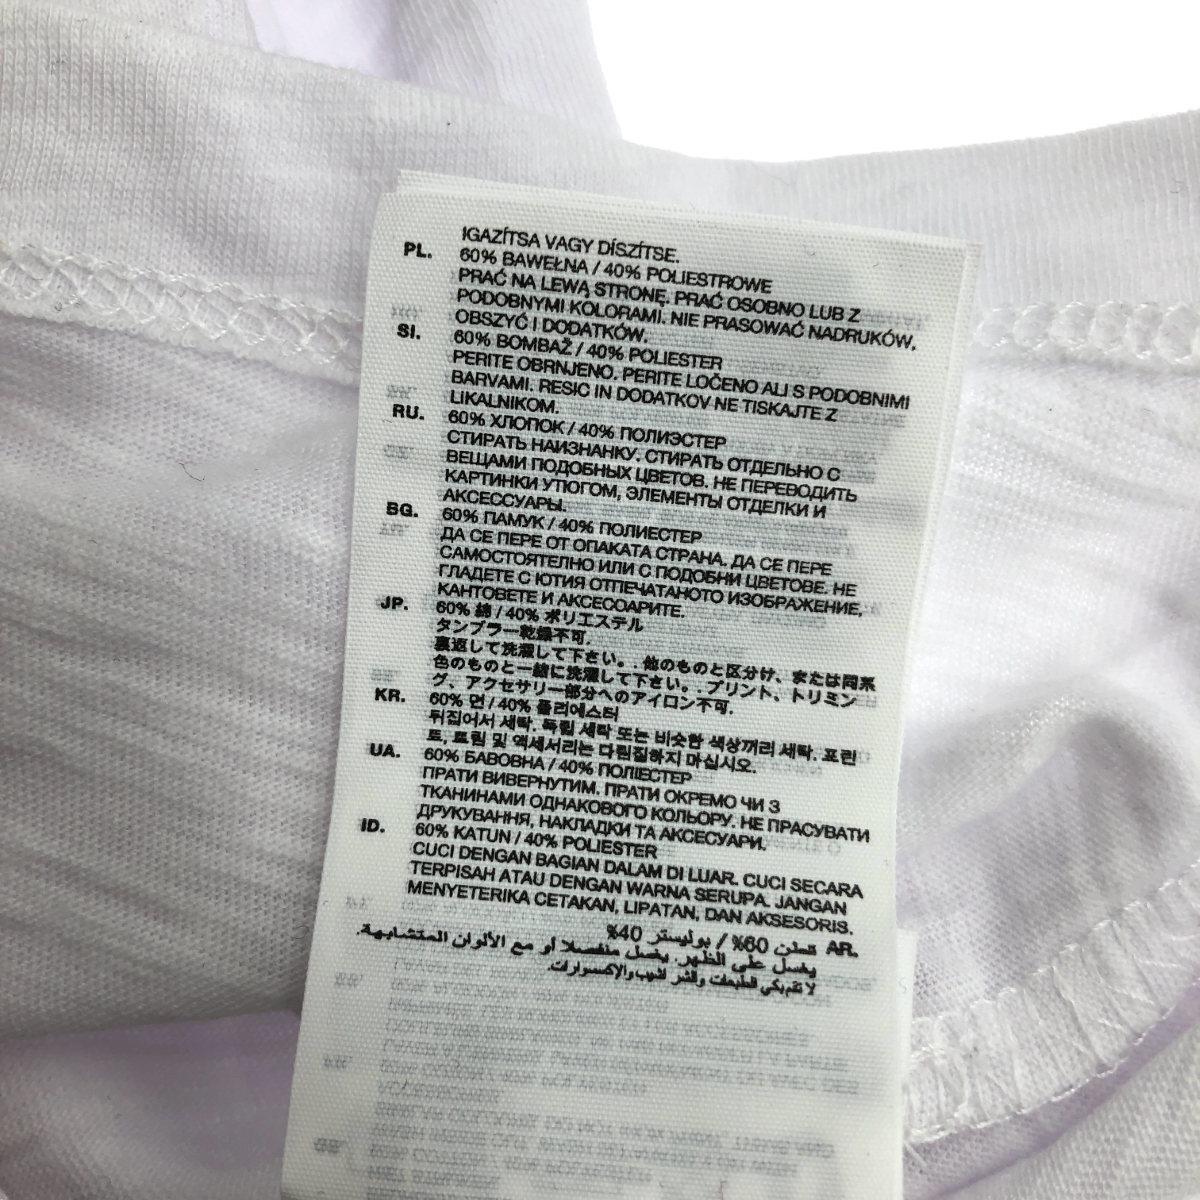 IGAZÍTSA VAGY DÍSZÍTSE.
PL. 60% BAWEŁNA / 40% POLIESTROWE
PRAĆ NA LEWĄ STRONĘ. PRAĆ OSOBNO LUB Z
PODOBNYMI KOLORAMI. NIE PRASOWAĆ NADRUKÓW,
OBSZYĆ I DODATKÓW.
SI. 60% BOMBAŽ / 40% POLIESTER
PERITE OBRNJENO. PERITE LOČENO ALI S PODOBNIMI
BARVAMI. RESIC IN DODATKOV NE TISKAJTE Z
LIKALNIKOM.
RU. 60% ХЛОПОК / 40% ПОЛИЭСТЕР
СТИРАТЬ НАИЗНАНКУ. СТИРАТЬ ОТДЕЛЬНО С
ВЕЩАМИ ПОДОБНЫХ ЦВЕТОВ. НЕ ПЕРЕВОДИТЬ
КАРТИНКИ УТЮГОМ, ЭЛЕМЕНТЫ ОТДЕЛКИ И
АКСЕССУАРЫ.
BG. 60% ПАМУК / 40% ПОЛИЕСТЕР
ДА СЕ ПЕРЕ ОТ ОПАКАТА СТРАНА. ДА СЕ ПЕРЕ
САМОСТОЯТЕЛНО ИЛИ С ПОДОБНИ ЦВЕТОВЕ. НЕ
ГЛАДЕТЕ С ЮТИЯ ОТПЕЧАТАНОТО ИЗОБРАЖЕНИЕ,
КАНТОВЕТЕ И АКСЕСОАРИТЕ.
JP. 60% 綿 / 40% ポリエステル
タンブラー乾燥不可.
裏返して洗濯して下さい。. 他のものと区分け、または同系
色のものと一緒に洗濯して下さい。. プリント、トリミン
グ、アクセサリー部分へのアイロン不可.
KR. 60% 면 / 40% 폴리에스터
뒤집어서 세탁. 독립 세탁 또는 비슷한 색상끼리 세탁. 프린
트, 트림 및 액세서리는 다림질하지 마십시오.
UA. 60% БАВОВНА / 40% ПОЛІЕСТЕР
ПРАТИ ВИВЕРНУТИМ. ПРАТИ ОКРЕМО ЧИ З
ТКАНИНАМИ ОДНАКОВОГО КОЛЬОРУ. НЕ ПРАСУВАТИ
ДРУКУВАННЯ, НАКЛАДКИ ТА АКСЕСУАРИ.
ID. 60% KATUN / 40% POLIESTER
CUCI DENGAN BAGIAN DALAM DI LUAR. CUCI SECARA
TERPISAH ATAU DENGAN WARNA SERUPA. JANGAN
MENYETERIKA CETAKAN, LIPATAN, DAN AKSESORIS.
AR. قطن 60% / بوليستر 40%
يغسل على الظهر. يغسل منفصلا أو مع الألوان المتشابهة.